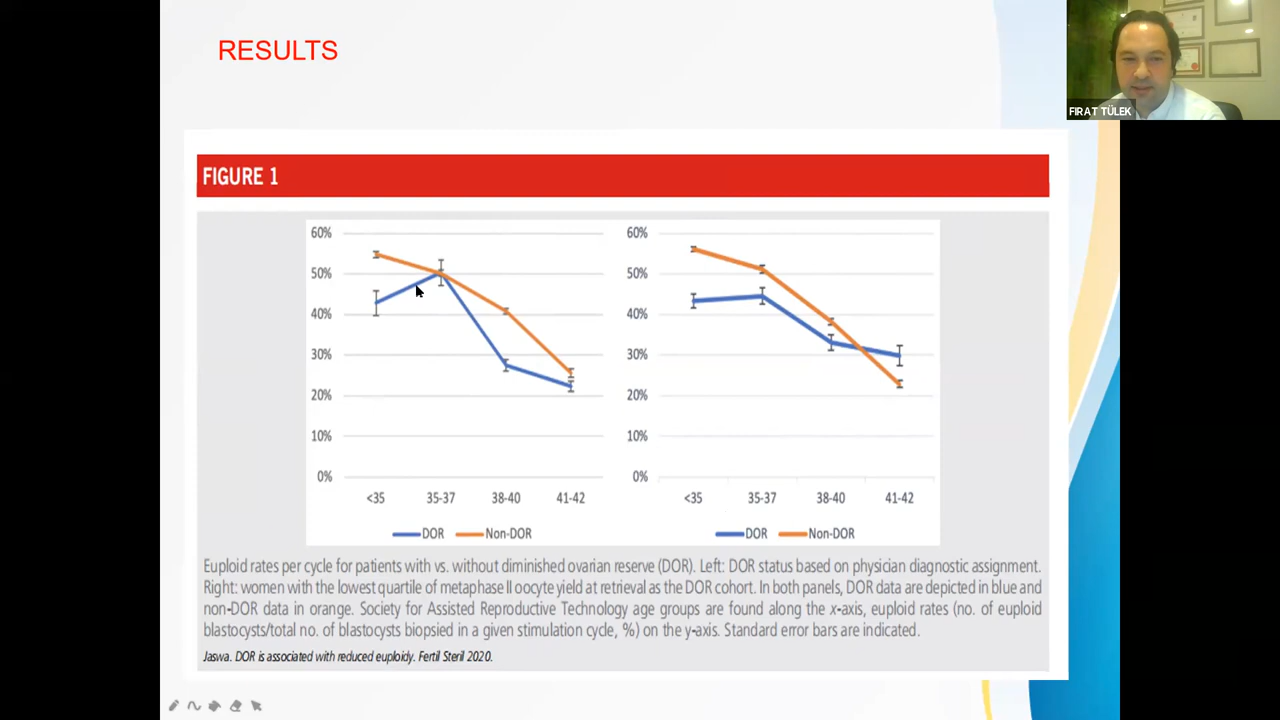 RESULTS
FIRAT TÜLEK
FIGURE 1
60%
50%
40%
30%
20%
10%
0%
<35
35-37
38-40
41-42
DOR
Non-DOR
60%
50%
40%
30%
20%
10%
0%
<35
35-37
38-40
41-42
DOR
Non-DOR
Euploid rates per cycle for patients with vs. without diminished ovarian reserve (DOR). Left: DOR status based on physician diagnostic assignment.
Right: women with the lowest quartile of metaphase II oocyte yield at retrieval as the DOR cohort. In both panels, DOR data are depicted in blue and
non-DOR data in orange. Society for Assisted Reproductive Technology age groups are found along the x-axis, euploid rates (no. of euploid
blastocysts/total no. of blastocysts biopsied in a given stimulation cycle, %) on the y-axis. Standard error bars are indicated.
Jaswa. DOR is associated with reduced euploidy. Fertil Steril 2020.